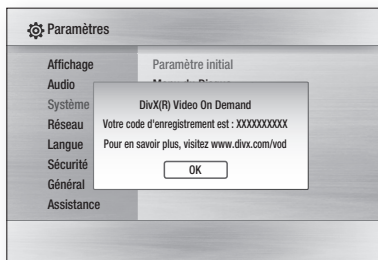 Paramètres
Affichage
Paramètre initial
Audio
Système
DivX(R) Video On Demand
Réseau
Votre code d'enregistrement est : XXXXXXXXXX
Langue
Pour en savoir plus, visitez www.divx.com/vod
Sécurité
OK
Général
Assistance